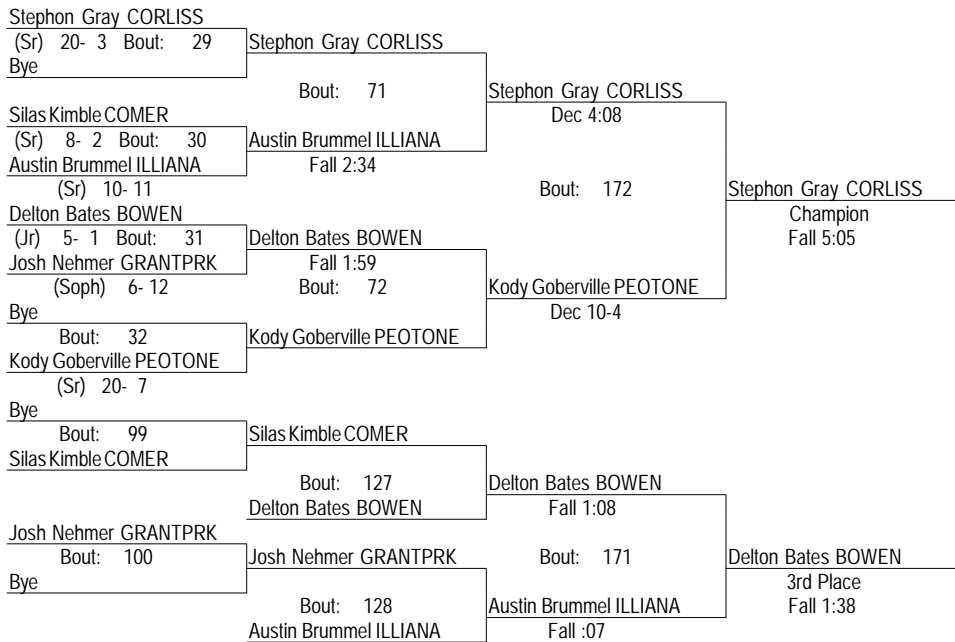 Stephon Gray CORLISS
(Sr) 20- 3 Bout: 29
Stephon Gray CORLISS
Bye
Bout: 71
Stephon Gray CORLISS
Silas Kimble COMER
Dec 4:08
(Sr) 8- 2 Bout: 30
Austin Brummel ILLIANA
Austin Brummel ILLIANA
Fall 2:34
(Sr) 10- 11
Bout: 172
Stephon Gray CORLISS
Delton Bates BOWEN
Champion
(Jr) 5- 1 Bout: 31
Delton Bates BOWEN
Fall 5:05
Josh Nehmer GRANTPRK
Fall 1:59
(Soph) 6- 12
Bout: 72
Kody Goberville PEOTONE
Bye
Dec 10-4
Bout: 32
Kody Goberville PEOTONE
Kody Goberville PEOTONE
(Sr) 20- 7
Bye
Bout: 99
Silas Kimble COMER
Silas Kimble COMER
Bout: 127
Delton Bates BOWEN
Delton Bates BOWEN
Fall 1:08
Josh Nehmer GRANTPRK
Bout: 100
Josh Nehmer GRANTPRK
Bout: 171
Delton Bates BOWEN
Bye
3rd Place
Bout: 128
Austin Brummel ILLIANA
Fall 1:38
Austin Brummel ILLIANA
Fall :07